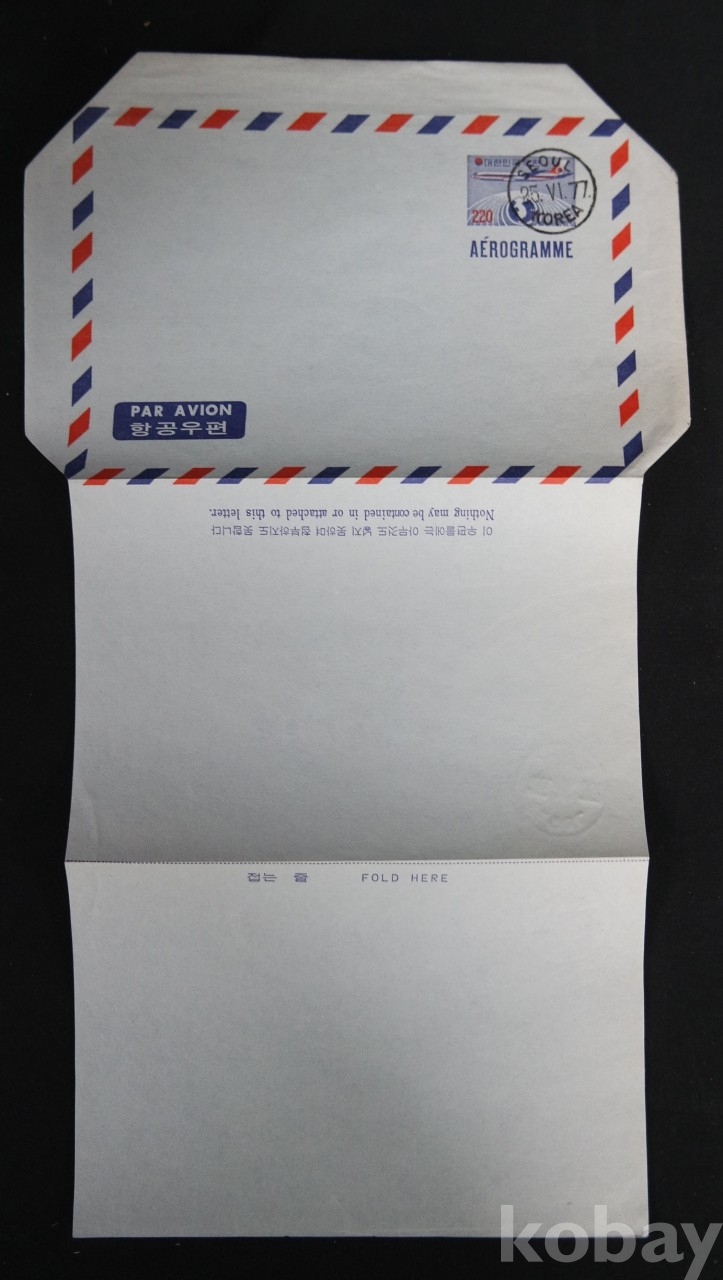 대한민국
220
SEOUL
25. VI. 77.
KOREA
AÉROGRAMME
PAR AVION
항공우편
Nothing may be contained in or attached to this letter.
이 우편물에는 아무것도 넣지 못하며 첨부하지도 못합니다
접는 줄 FOLD HERE
kobay